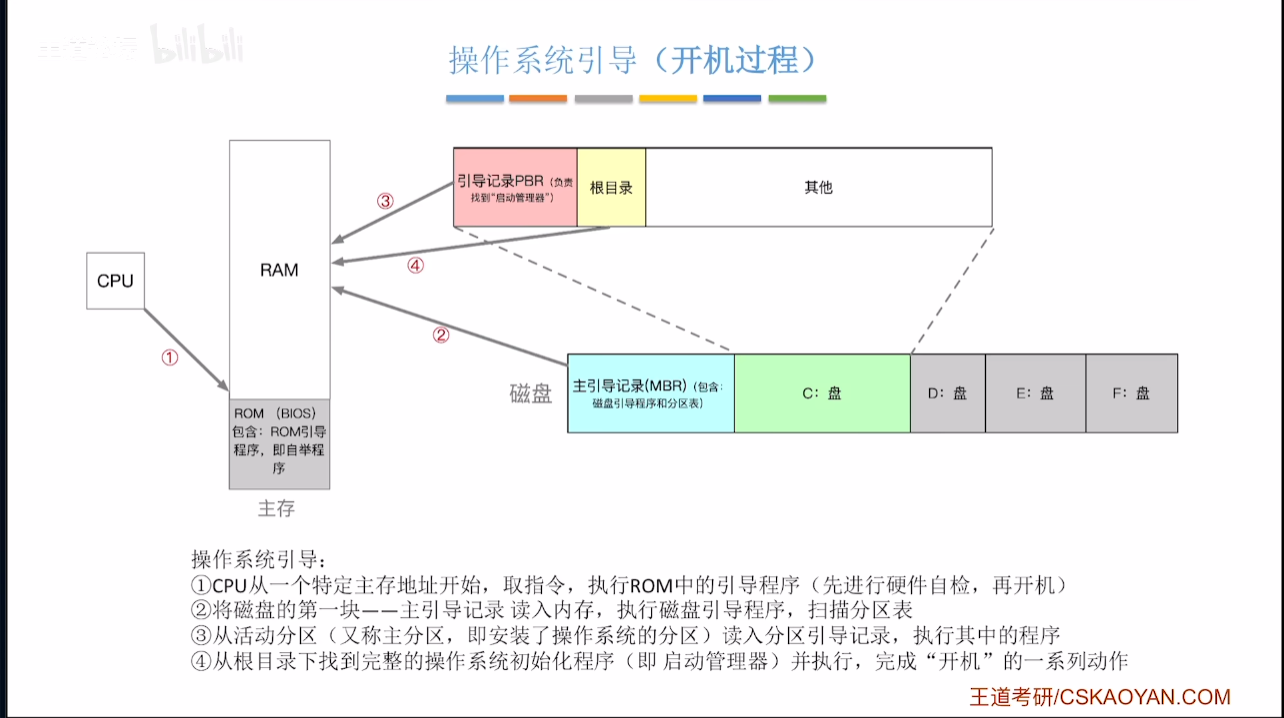 bilibili
操作系统引导（开机过程）
引导记录PBR（负责
找到“启动管理器”）
根目录
其他
③
④
RAM
CPU
②
①
磁盘
主引导记录(MBR)（包含：
磁盘引导程序和分区表）
C：盘
D：盘
E：盘
F：盘
ROM （BIOS）
包含：ROM引导
程序，即自举程
序
主存
操作系统引导：
①CPU从一个特定主存地址开始，取指令，执行ROM中的引导程序（先进行硬件自检，再开机）
②将磁盘的第一块——主引导记录 读入内存，执行磁盘引导程序，扫描分区表
③从活动分区（又称主分区，即安装了操作系统的分区）读入分区引导记录，执行其中的程序
④从根目录下找到完整的操作系统初始化程序（即 启动管理器）并执行，完成“开机”的一系列动作
王道考研/CSKAOYAN.COM